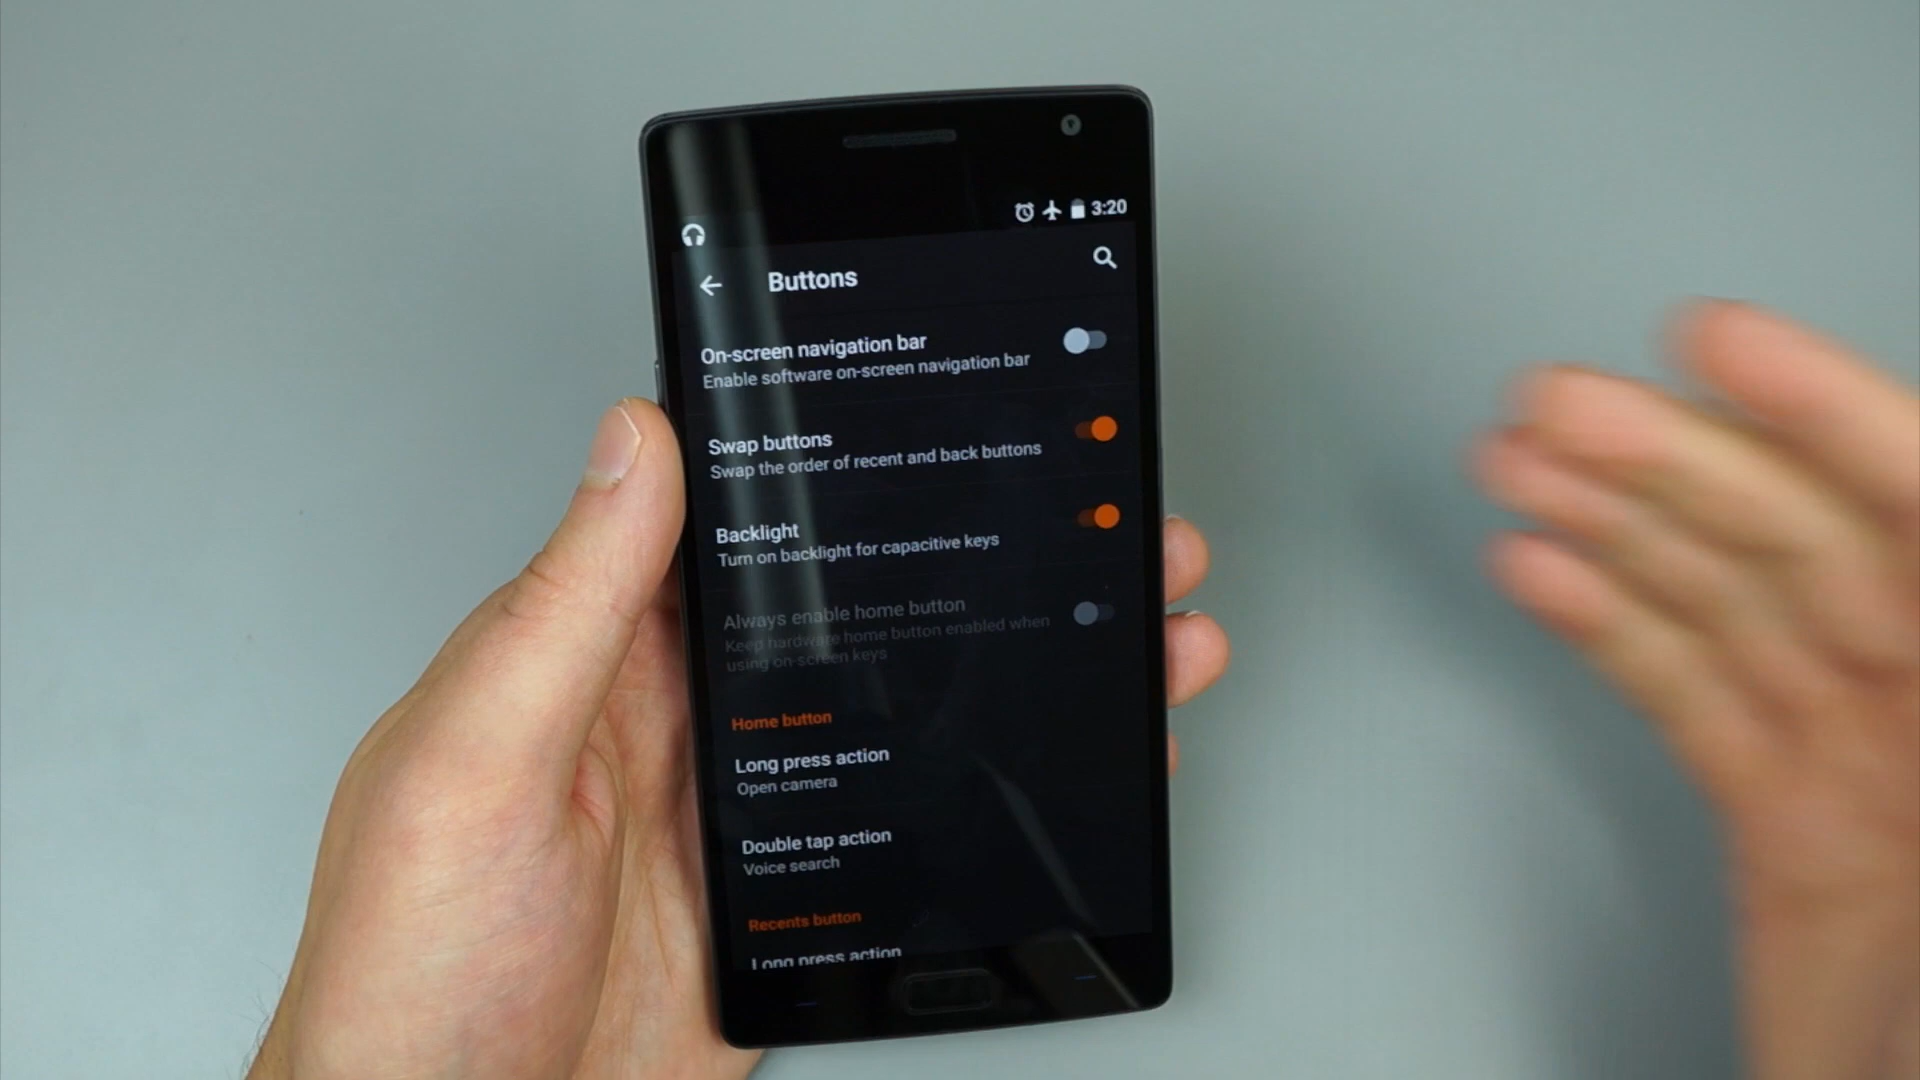 3:20
Buttons
On-screen navigation bar
Enable software on-screen navigation bar
Swap buttons
Swap the order of recent and back buttons
Backlight
Turn on backlight for capacitive keys
Always enable home button
Keep hardware home button enabled when
using on-screen keys
Home button
Long press action
Open camera
Double tap action
Voice search
Recents button
Long press action